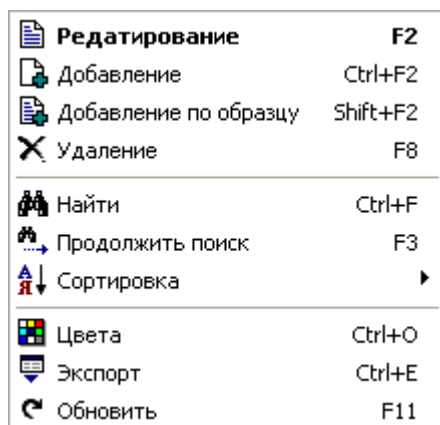 Редатирование F2
Добавление Ctrl+F2
Добавление по образцу Shift+F2
Удаление F8
Найти Ctrl+F
Продолжить поиск F3
Сортировка
Цвета Ctrl+O
Экспорт Ctrl+E
Обновить F11